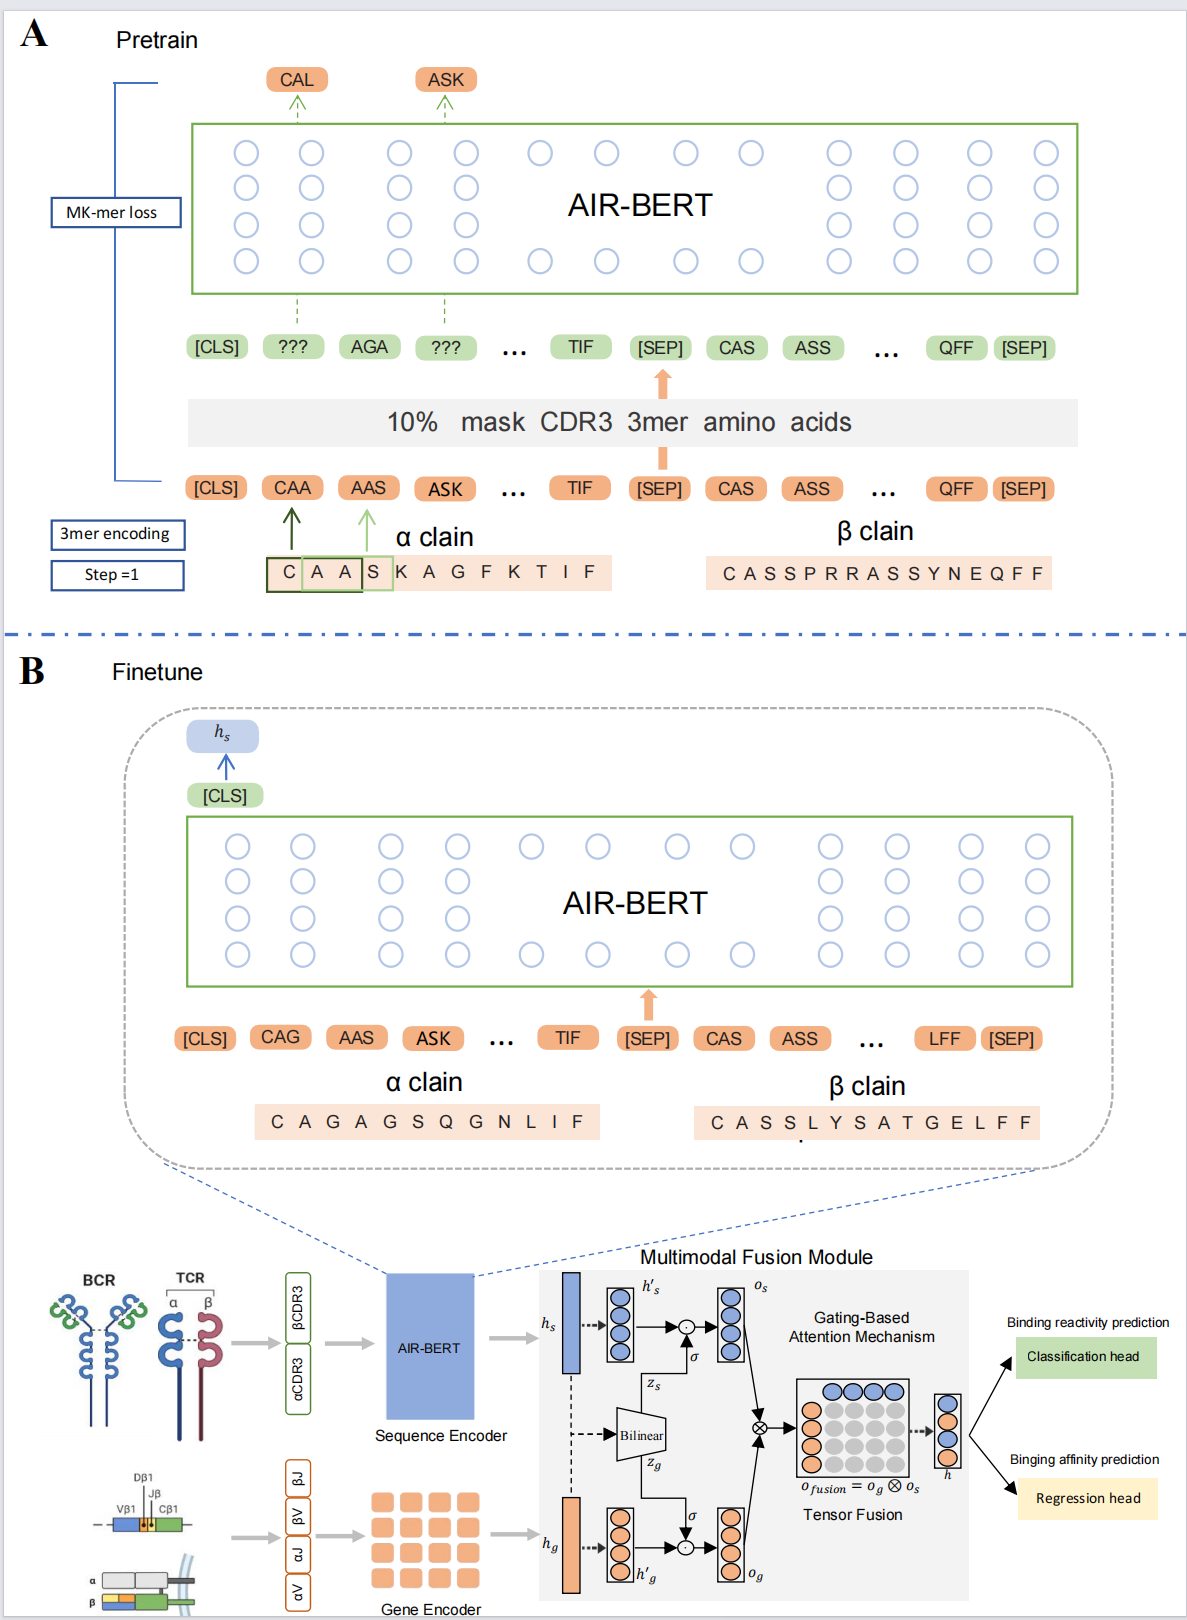 A
Pretrain
CAL ASK
AIR-BERT
MK-mer loss
[CLS] ??? AGA ??? ... TIF [SEP] CAS ASS ... QFF [SEP]
10% mask CDR3 3mer amino acids
[CLS] CAA AAS ASK ... TIF [SEP] CAS ASS ... QFF [SEP]
3mer encoding
α clain
β clain
Step =1
C A A S K A G F K T I F
C A S S P R R A S S Y N E Q F F
B
Finetune
h_s
[CLS]
AIR-BERT
[CLS] CAG AAS ASK ... TIF [SEP] CAS ASS ... LFF [SEP]
α clain
β clain
C A G A G S Q G N L I F
C A S S L Y S A T G E L F F
Multimodal Fusion Module
BCR
TCR
α β
βCDR3
αCDR3
AIR-BERT
Sequence Encoder
h_s
h'_s
o_s
σ
z_s
Bilinear
z_g
σ
h_g
h'_g
o_g
Gating-Based
Attention Mechanism
o_fusion = o_g ⊗ o_s
Tensor Fusion
h
Binding reactivity prediction
Classification head
Binging affinity prediction
Regression head
Dβ1
Jβ
Vβ1
Cβ1
α
β
βJ
βV
αJ
αV
Gene Encoder